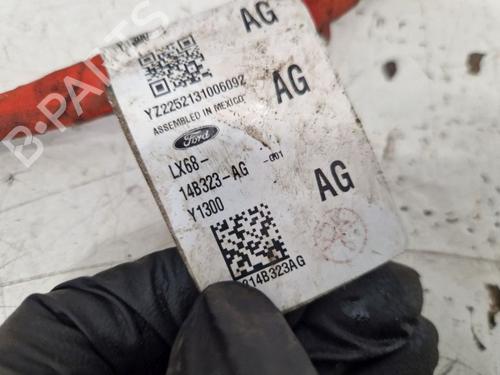 AG
YZ2252131006092
ASSEMBLED IN MEXICO
AG
Ford
LX68-
14B323-AG
Y1300
AG
14B323AG
B-PARTS